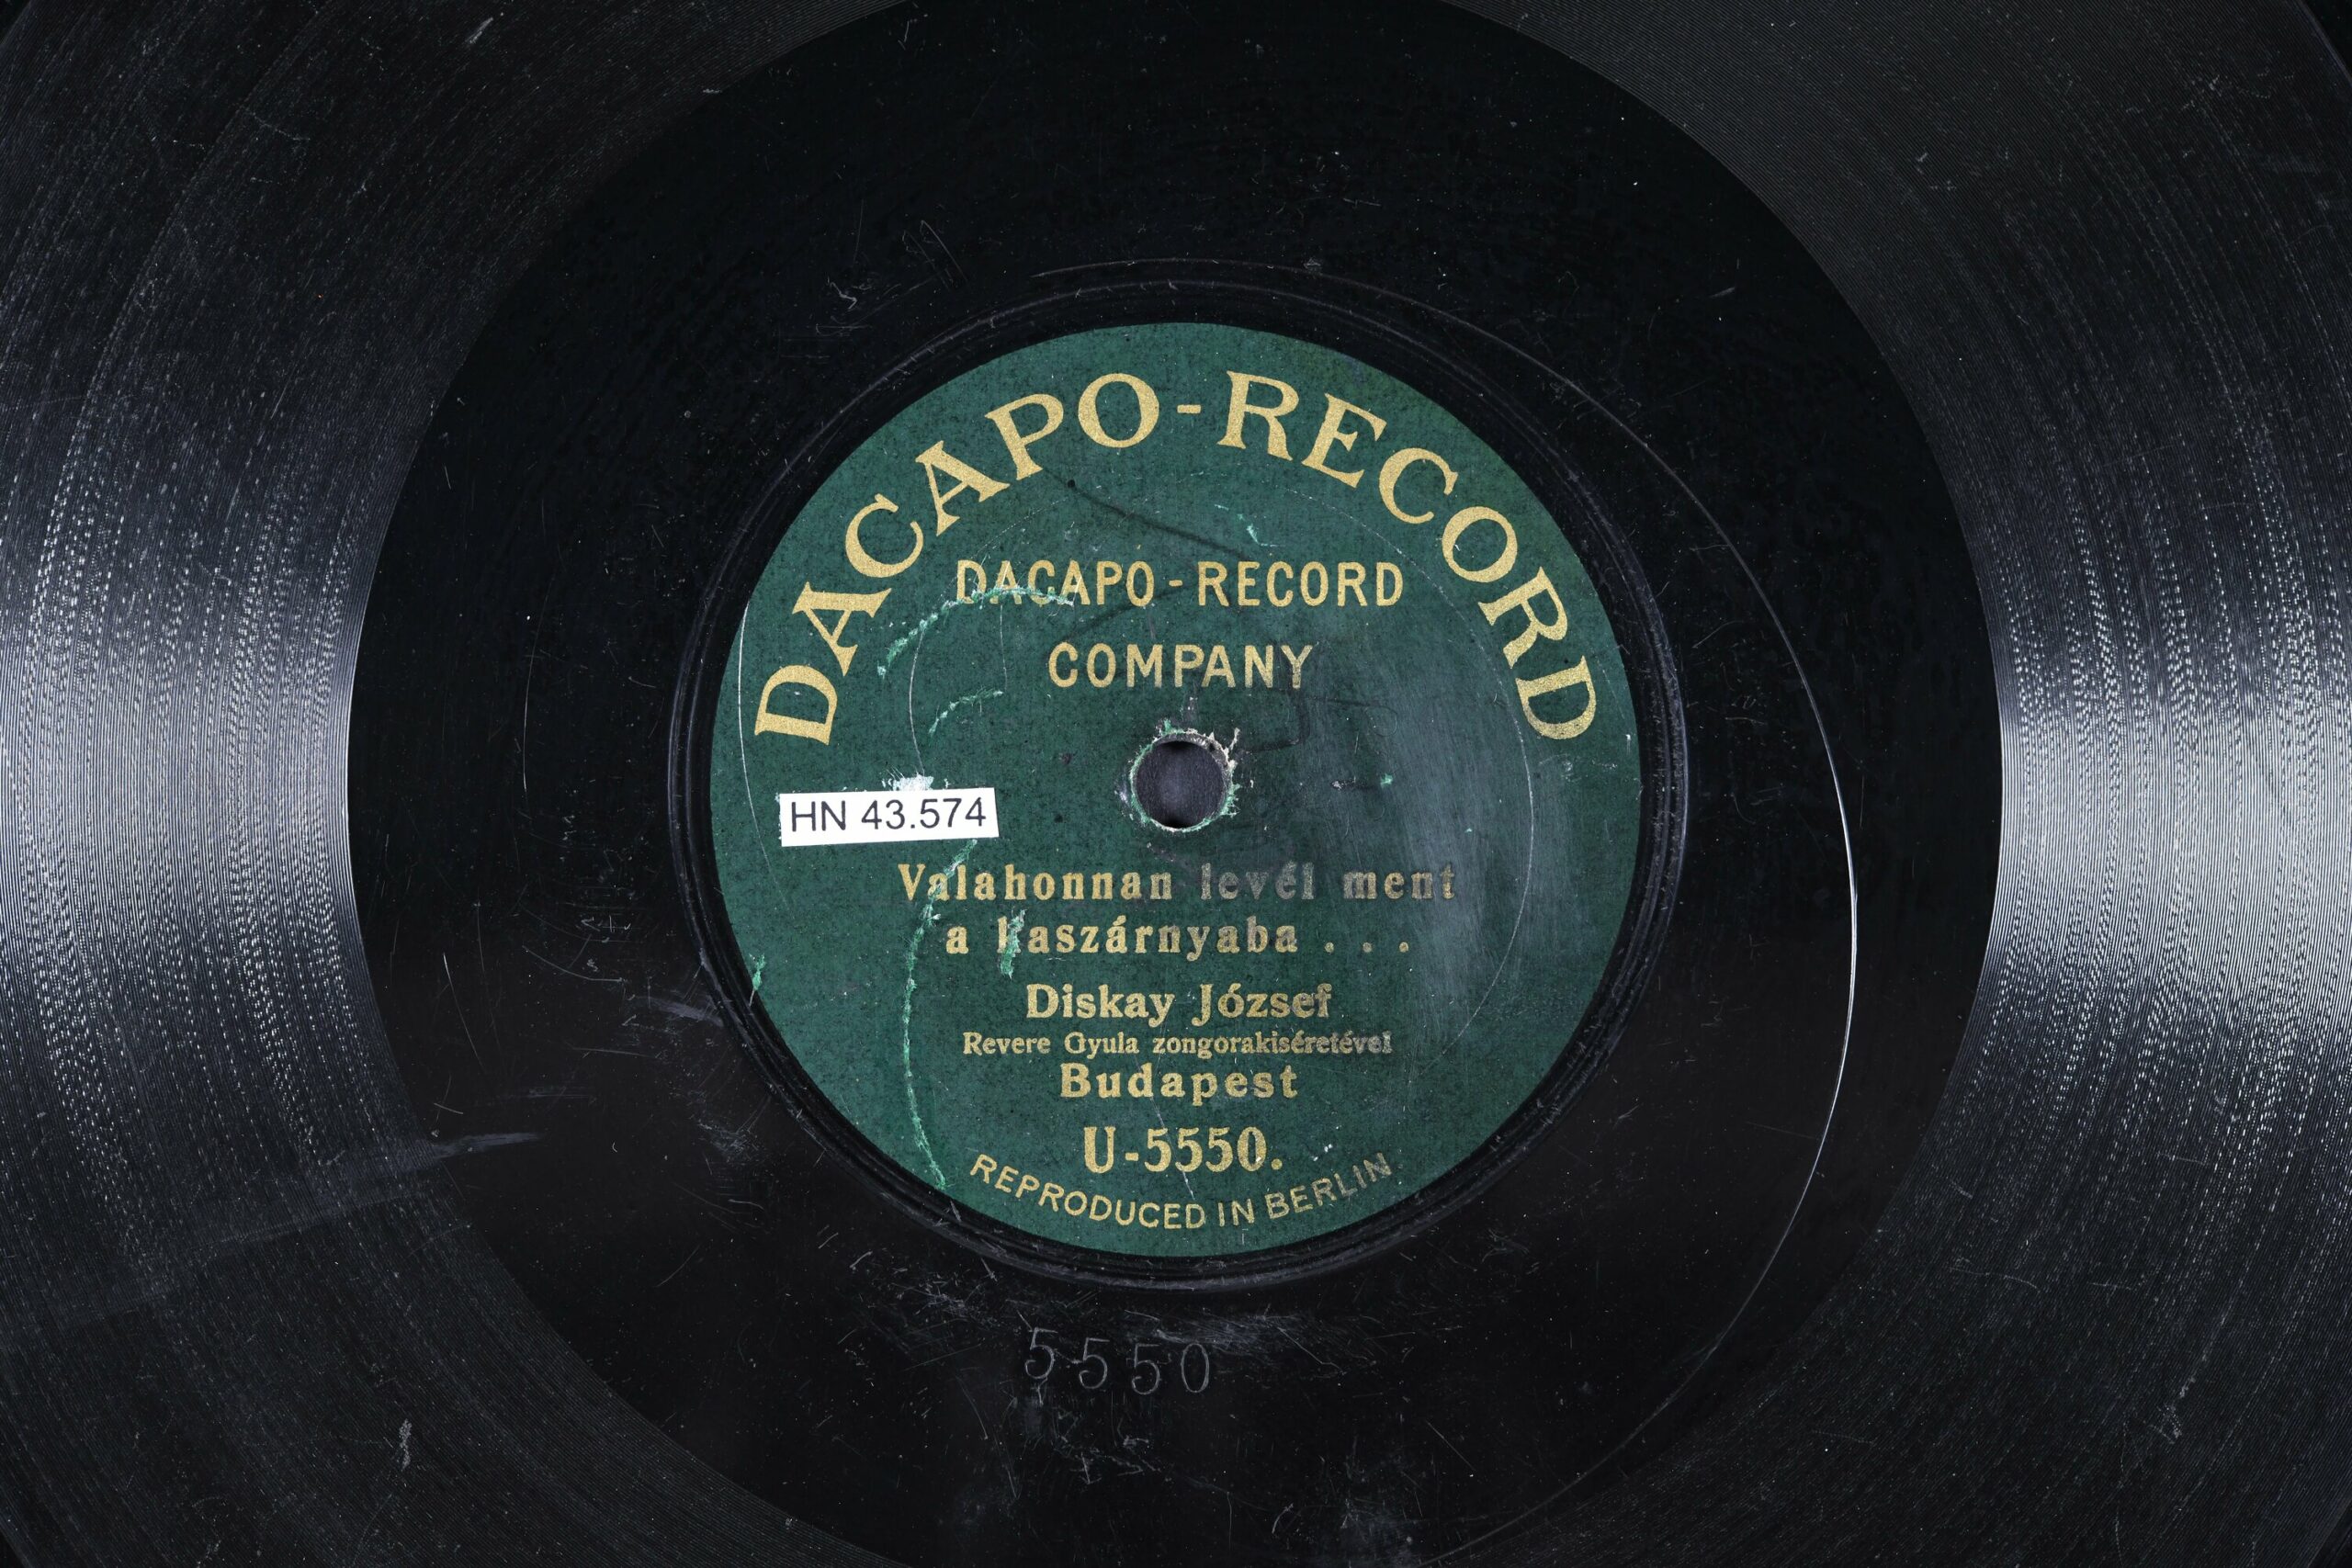 DACAPO-RECORD
DACAPO-RECORD
COMPANY
HN 43.574
Valahonnan levél ment
a kaszárnyaba . . .
Diskay József
Revere Gyula zongorakiséretével
Budapest
U-5550.
REPRODUCED IN BERLIN
5550